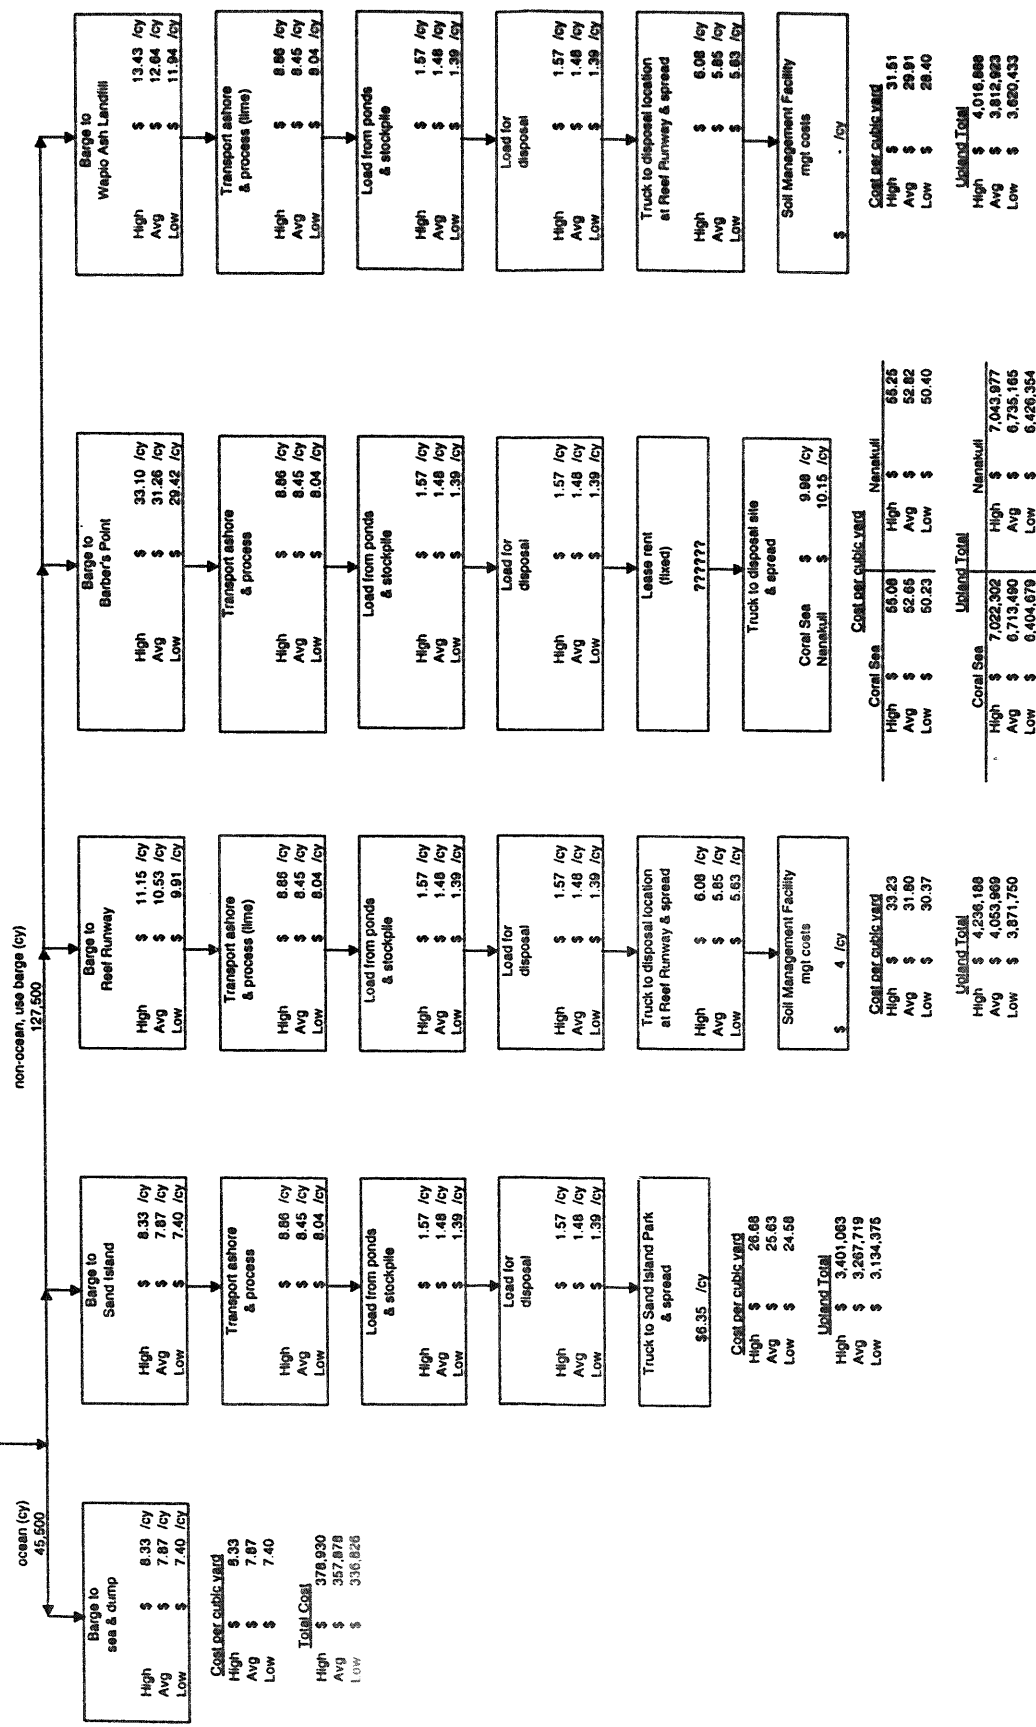 ocean (cy)
45,500
non-ocean, use barge (cy)
127,500
Barge to
sea & dump
High $ 8.33 /cy
Avg $ 7.87 /cy
Low $ 7.40 /cy
Cost per cubic yard
High $ 8.33
Avg $ 7.87
Low $ 7.40
Total Cost
High $ 378,930
Avg $ 357,878
Low $ 336,826
Barge to
Sand Island
High $ 8.33 /cy
Avg $ 7.87 /cy
Low $ 7.40 /cy
Transport ashore
& process
High $ 8.86 /cy
Avg $ 8.45 /cy
Low $ 8.04 /cy
Load from ponds
& stockpile
High $ 1.57 /cy
Avg $ 1.48 /cy
Low $ 1.39 /cy
Load for
disposal
High $ 1.57 /cy
Avg $ 1.48 /cy
Low $ 1.39 /cy
Truck to Sand Island Park
& spread
$6.35 /cy
Cost per cubic yard
High $ 26.68
Avg $ 25.63
Low $ 24.58
Upland Total
High $ 3,401,063
Avg $ 3,267,719
Low $ 3,134,375
Barge to
Reef Runway
High $ 11.15 /cy
Avg $ 10.53 /cy
Low $ 9.91 /cy
Transport ashore
& process (lime)
High $ 8.86 /cy
Avg $ 8.45 /cy
Low $ 8.04 /cy
Load from ponds
& stockpile
High $ 1.57 /cy
Avg $ 1.48 /cy
Low $ 1.39 /cy
Load for
disposal
High $ 1.57 /cy
Avg $ 1.48 /cy
Low $ 1.39 /cy
Truck to disposal location
at Reef Runway & spread
High $ 6.08 /cy
Avg $ 5.85 /cy
Low $ 5.63 /cy
Soil Management Facility
mgt costs
$ 4 /cy
Cost per cubic yard
High $ 33.23
Avg $ 31.80
Low $ 30.37
Upland Total
High $ 4,236,188
Avg $ 4,053,969
Low $ 3,871,750
Barge to
Barber's Point
High $ 33.10 /cy
Avg $ 31.26 /cy
Low $ 29.42 /cy
Transport ashore
& process
High $ 8.86 /cy
Avg $ 8.45 /cy
Low $ 8.04 /cy
Load from ponds
& stockpile
High $ 1.57 /cy
Avg $ 1.48 /cy
Low $ 1.39 /cy
Load for
disposal
High $ 1.57 /cy
Avg $ 1.48 /cy
Low $ 1.39 /cy
Lease rent
(fixed)
??????
Truck to disposal site
& spread
Coral Sea $ 9.98 /cy
Nanakuli $ 10.15 /cy
Cost per cubic yard
Coral Sea Nanakuli
High $ 55.08 High $ 55.25
Avg $ 52.65 Avg $ 52.82
Low $ 50.23 Low $ 50.40
Upland Total
Coral Sea Nanakuli
High $ 7,022,302 High $ 7,043,977
Avg $ 6,713,490 Avg $ 6,735,165
Low $ 6,404,679 Low $ 6,426,354
Barge to
Wapio Ash Landfill
High $ 13.43 /cy
Avg $ 12.64 /cy
Low $ 11.94 /cy
Transport ashore
& process (lime)
High $ 8.86 /cy
Avg $ 8.45 /cy
Low $ 8.04 /cy
Load from ponds
& stockpile
High $ 1.57 /cy
Avg $ 1.48 /cy
Low $ 1.39 /cy
Load for
disposal
High $ 1.57 /cy
Avg $ 1.48 /cy
Low $ 1.39 /cy
Truck to disposal location
at Reef Runway & spread
High $ 6.08 /cy
Avg $ 5.85 /cy
Low $ 5.63 /cy
Soil Management Facility
mgt costs
$ - /cy
Cost per cubic yard
High $ 31.51
Avg $ 29.91
Low $ 28.40
Upland Total
High $ 4,016,888
Avg $ 3,812,923
Low $ 3,620,433